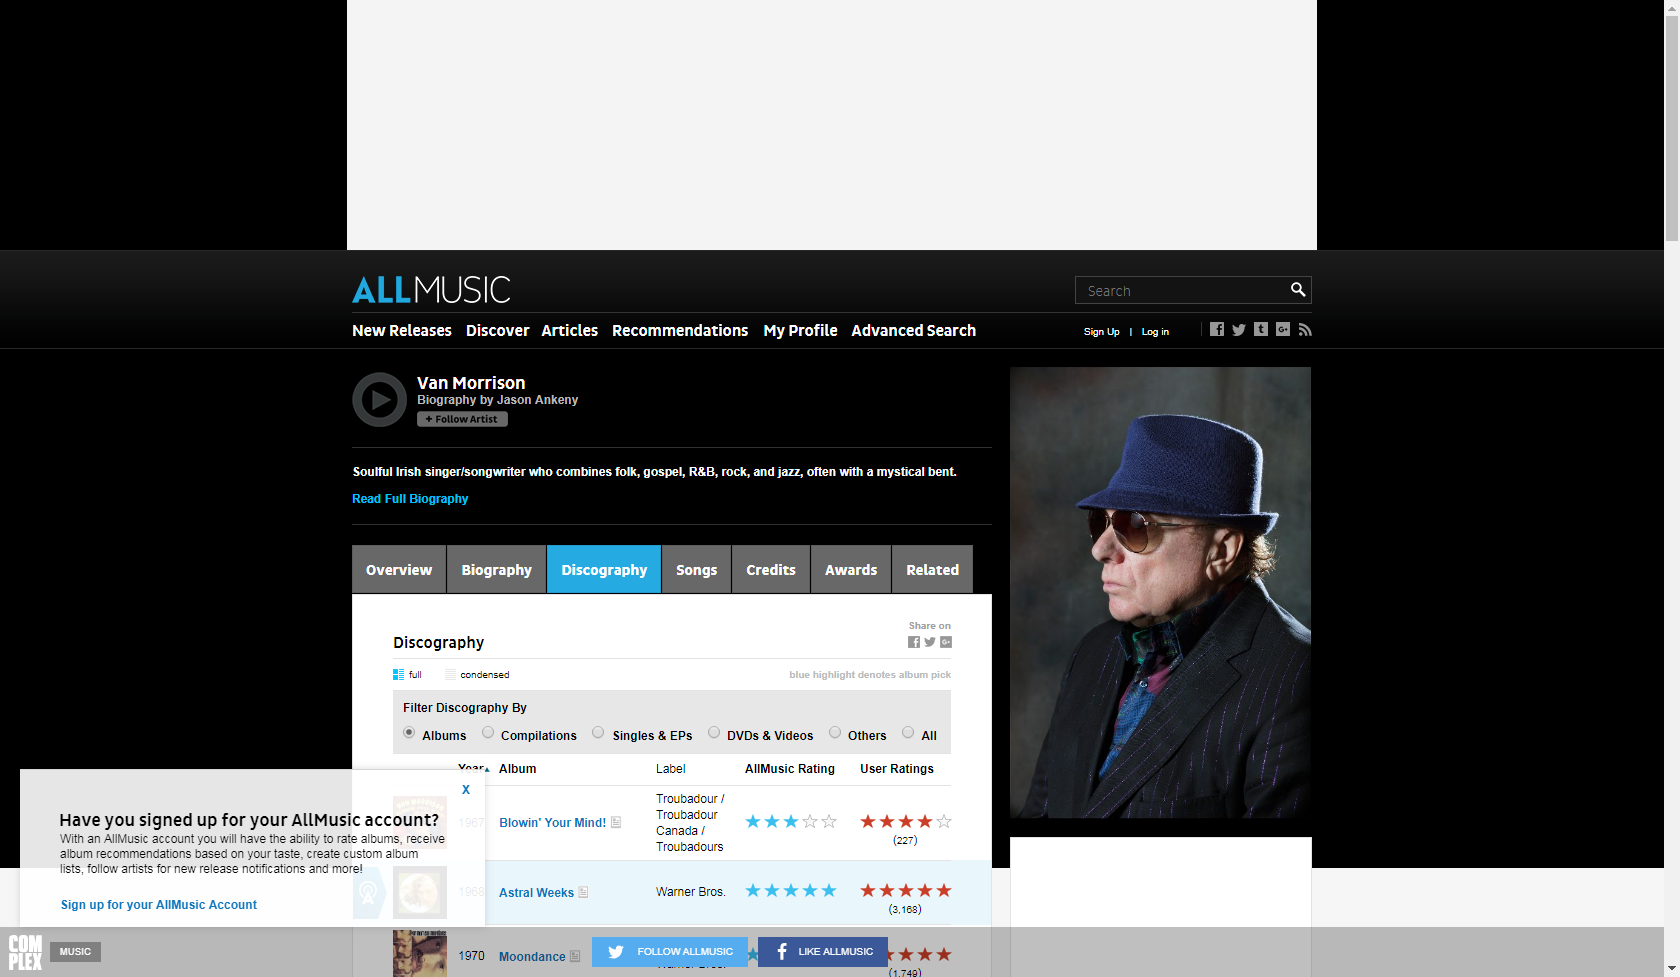 ALLMUSIC
Search
New Releases Discover Articles Recommendations My Profile Advanced Search
Sign Up | Log in
Van Morrison
Biography by Jason Ankeny
+ Follow Artist
Soulful Irish singer/songwriter who combines folk, gospel, R&B, rock, and jazz, often with a mystical bent.
Read Full Biography
Overview Biography Discography Songs Credits Awards Related
Share on
Discography
full condensed blue highlight denotes album pick
Filter Discography By
Albums Compilations Singles & EPs DVDs & Videos Others All
Year Album Label AllMusic Rating User Ratings
1967 Blowin' Your Mind! Troubadour / Troubadour Canada / Troubadours (227)
1968 Astral Weeks Warner Bros. (3,168)
1970 Moondance Warner Bros. (1,749)
X
Have you signed up for your AllMusic account?
With an AllMusic account you will have the ability to rate albums, receive
album recommendations based on your taste, create custom album
lists, follow artists for new release notifications and more!
Sign up for your AllMusic Account
COMPLEX MUSIC
FOLLOW ALLMUSIC LIKE ALLMUSIC